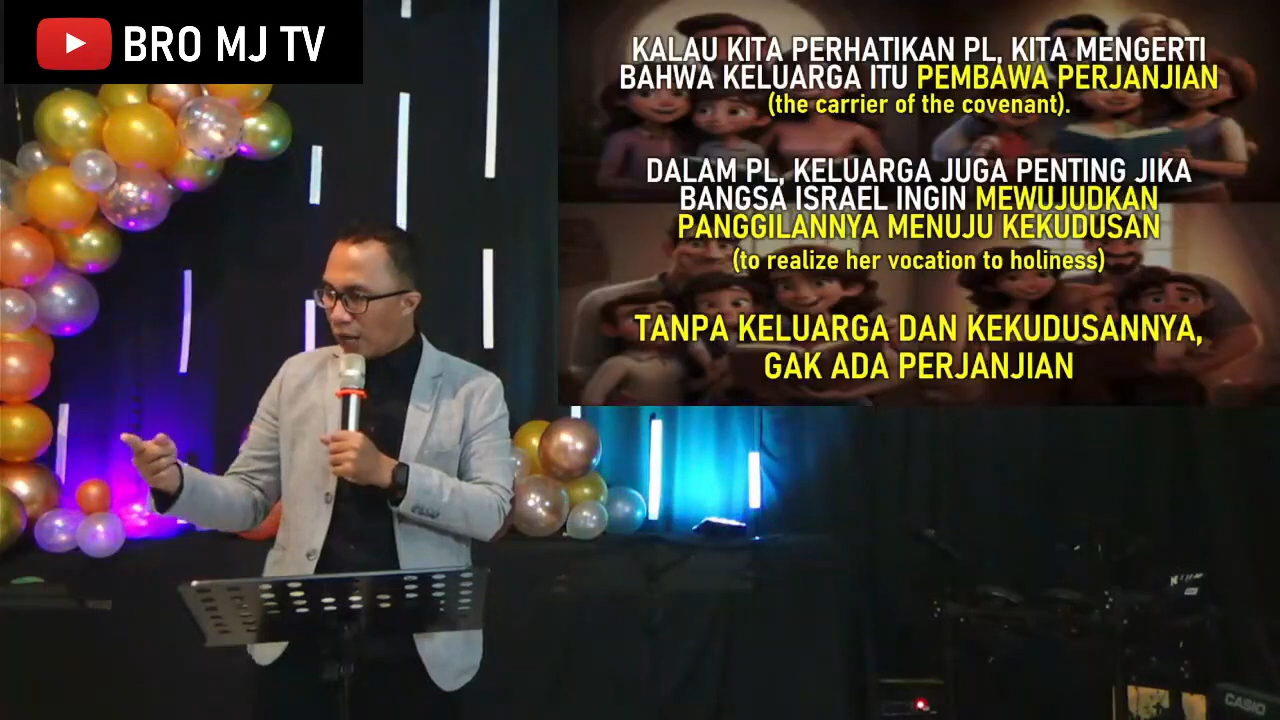 BRO MJ TV
KALAU KITA PERHATIKAN PL, KITA MENGERTI
BAHWA KELUARGA ITU PEMBAWA PERJANJIAN
(the carrier of the covenant).
DALAM PL, KELUARGA JUGA PENTING JIKA
BANGSA ISRAEL INGIN MEWUJUDKAN
PANGGILANNYA MENUJU KEKUDUSAN
(to realize her vocation to holiness)
TANPA KELUARGA DAN KEKUDUSANNYA,
GAK ADA PERJANJIAN
CASIO